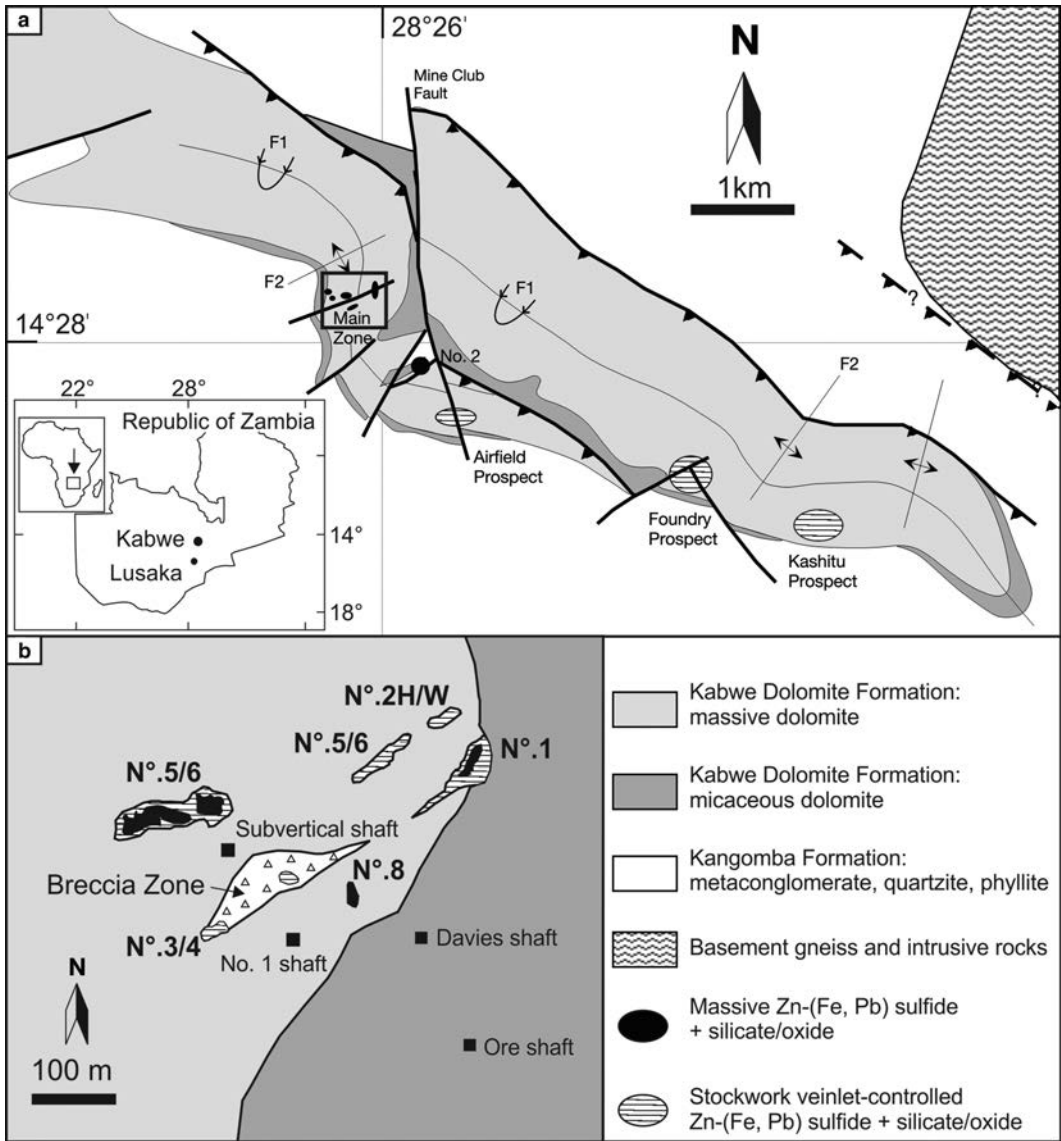 a
28°26'
Mine Club
Fault
N
1km
F1
F2
Main
Zone
14°28'
F1
No. 2
F2
?
?
Airfield
Prospect
Foundry
Prospect
Kashitu
Prospect
22°
28°
Republic of Zambia
Kabwe
Lusaka
14°
18°
b
N°.2H/W
N°.5/6
N°.1
N°.5/6
Subvertical shaft
Breccia Zone
N°.8
N°.3/4
No. 1 shaft
Davies shaft
Ore shaft
N
100 m
Kabwe Dolomite Formation:
massive dolomite
Kabwe Dolomite Formation:
micaceous dolomite
Kangomba Formation:
metaconglomerate, quartzite, phyllite
Basement gneiss and intrusive rocks
Massive Zn-(Fe, Pb) sulfide
+ silicate/oxide
Stockwork veinlet-controlled
Zn-(Fe, Pb) sulfide + silicate/oxide